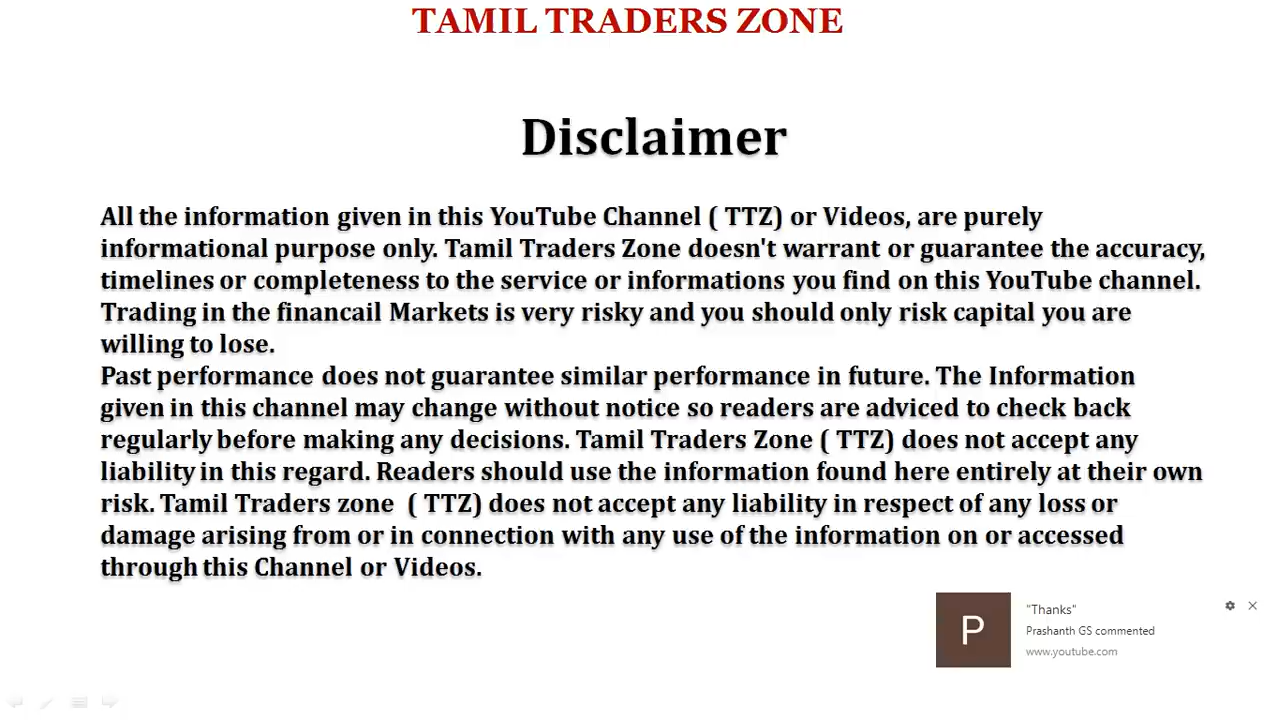 TAMIL TRADERS ZONE
Disclaimer
All the information given in this YouTube Channel ( TTZ) or Videos, are purely
informational purpose only. Tamil Traders Zone doesn't warrant or guarantee the accuracy,
timelines or completeness to the service or informations you find on this YouTube channel.
Trading in the financail Markets is very risky and you should only risk capital you are
willing to lose.
Past performance does not guarantee similar performance in future. The Information
given in this channel may change without notice so readers are adviced to check back
regularly before making any decisions. Tamil Traders Zone ( TTZ) does not accept any
liability in this regard. Readers should use the information found here entirely at their own
risk. Tamil Traders zone  ( TTZ) does not accept any liability in respect of any loss or
damage arising from or in connection with any use of the information on or accessed
through this Channel or Videos.
P
"Thanks"
Prashanth GS commented
www.youtube.com